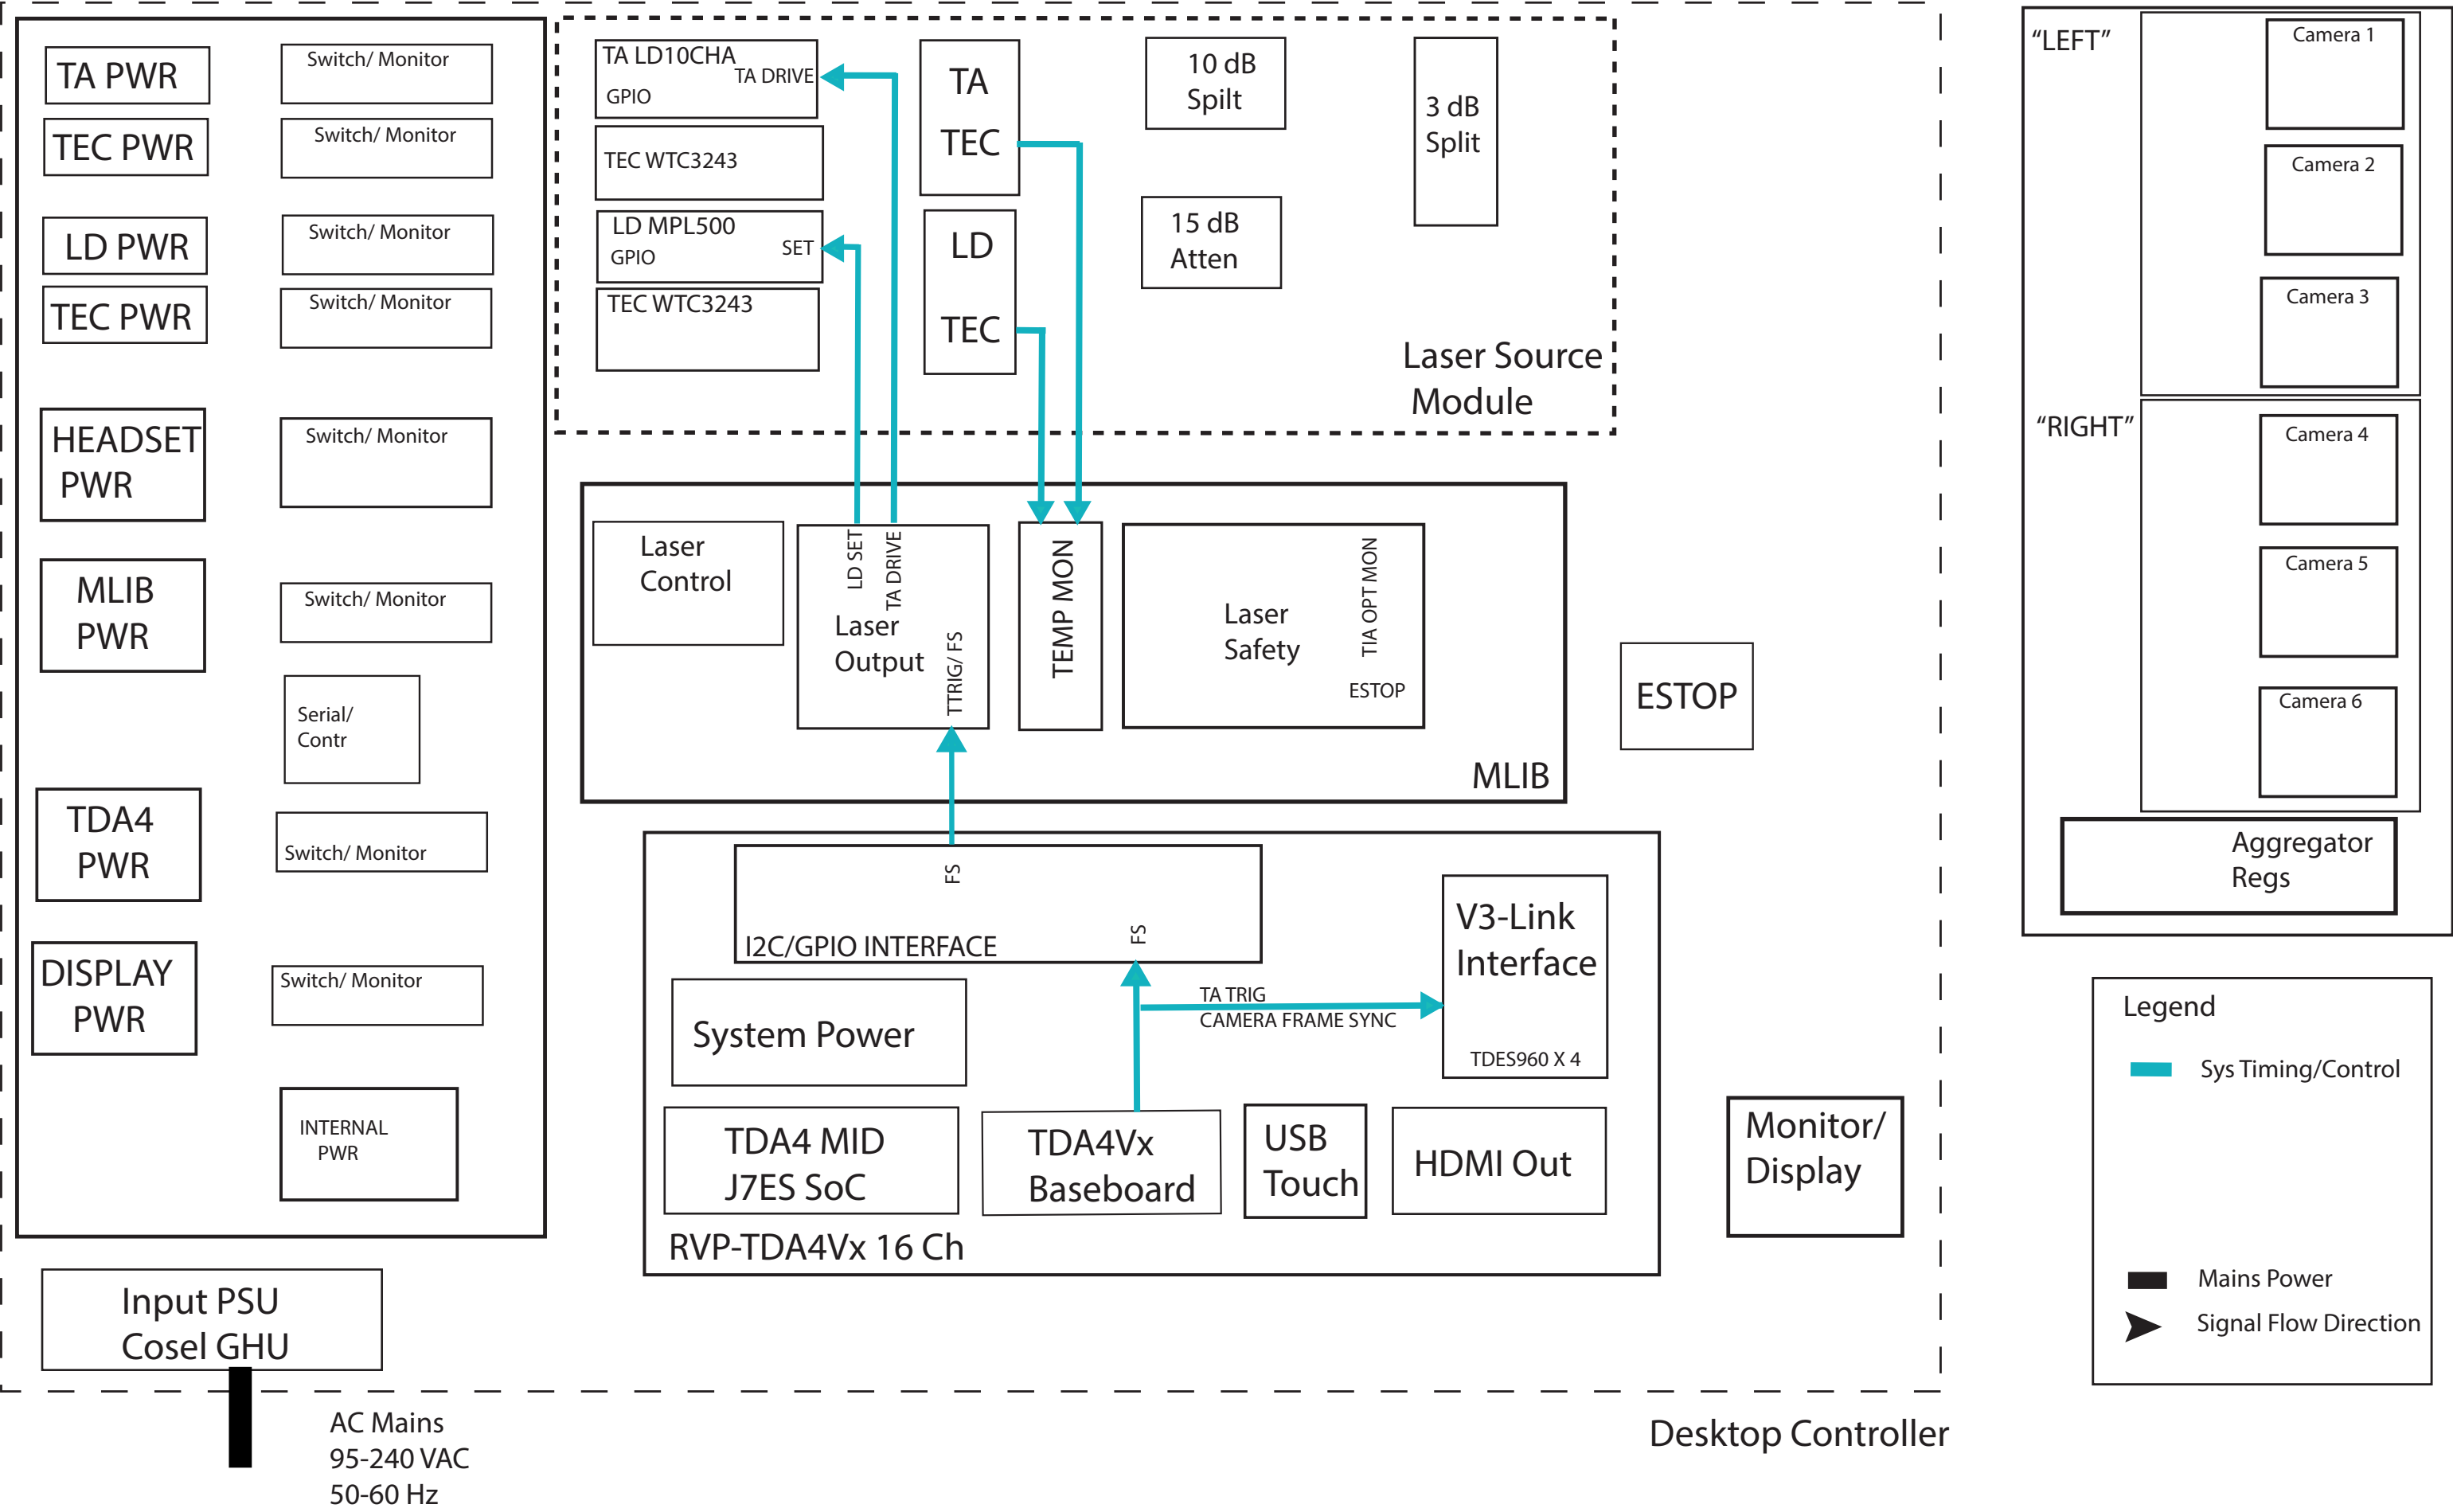 TA PWR
Switch/ Monitor
TEC PWR
Switch/ Monitor
LD PWR
Switch/ Monitor
TEC PWR
Switch/ Monitor
HEADSET
PWR
Switch/ Monitor
MLIB
PWR
Switch/ Monitor
Serial/
Contr
TDA4
PWR
Switch/ Monitor
DISPLAY
PWR
Switch/ Monitor
INTERNAL
PWR
Input PSU
Cosel GHU
AC Mains
95-240 VAC
50-60 Hz
TA LD10CHA
TA DRIVE
GPIO
TEC WTC3243
LD MPL500
SET
GPIO
TEC WTC3243
TA
TEC
LD
TEC
10 dB
Spilt
15 dB
Atten
3 dB
Split
Laser Source
Module
Laser
Control
LD SET
TA DRIVE
Laser
Output
TTRIG/ FS
TEMP MON
Laser
Safety
TIA OPT MON
ESTOP
MLIB
ESTOP
FS
I2C/GPIO INTERFACE
FS
V3-Link
Interface
TDES960 X 4
TA TRIG
CAMERA FRAME SYNC
System Power
TDA4 MID
J7ES SoC
TDA4Vx
Baseboard
USB
Touch
HDMI Out
RVP-TDA4Vx 16 Ch
Monitor/
Display
Desktop Controller
“LEFT”
Camera 1
Camera 2
Camera 3
“RIGHT”
Camera 4
Camera 5
Camera 6
Aggregator
Regs
Legend
Sys Timing/Control
Mains Power
Signal Flow Direction